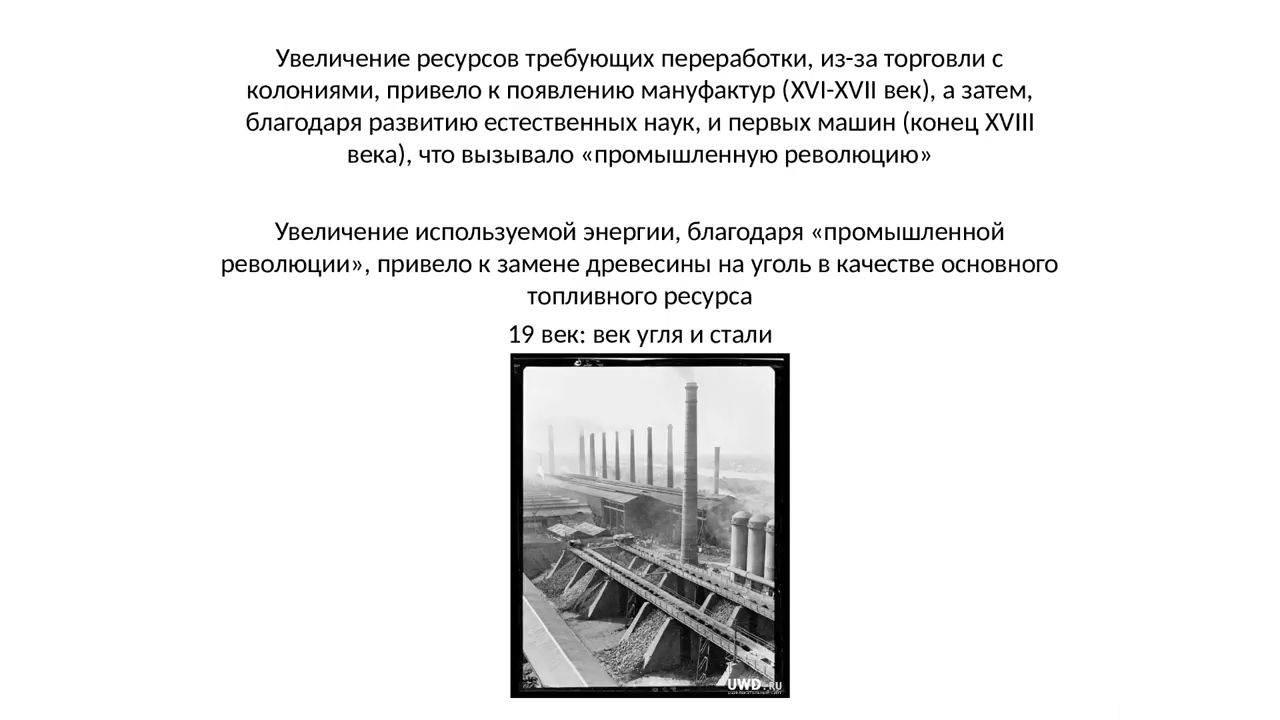 Увеличение ресурсов требующих переработки, из-за торговли с
колониями, привело к появлению мануфактур (XVI-XVII век), а затем,
благодаря развитию естественных наук, и первых машин (конец XVIII
века), что вызывало «промышленную революцию»
Увеличение используемой энергии, благодаря «промышленной
революции», привело к замене древесины на уголь в качестве основного
топливного ресурса
19 век: век угля и стали
UWD.RU